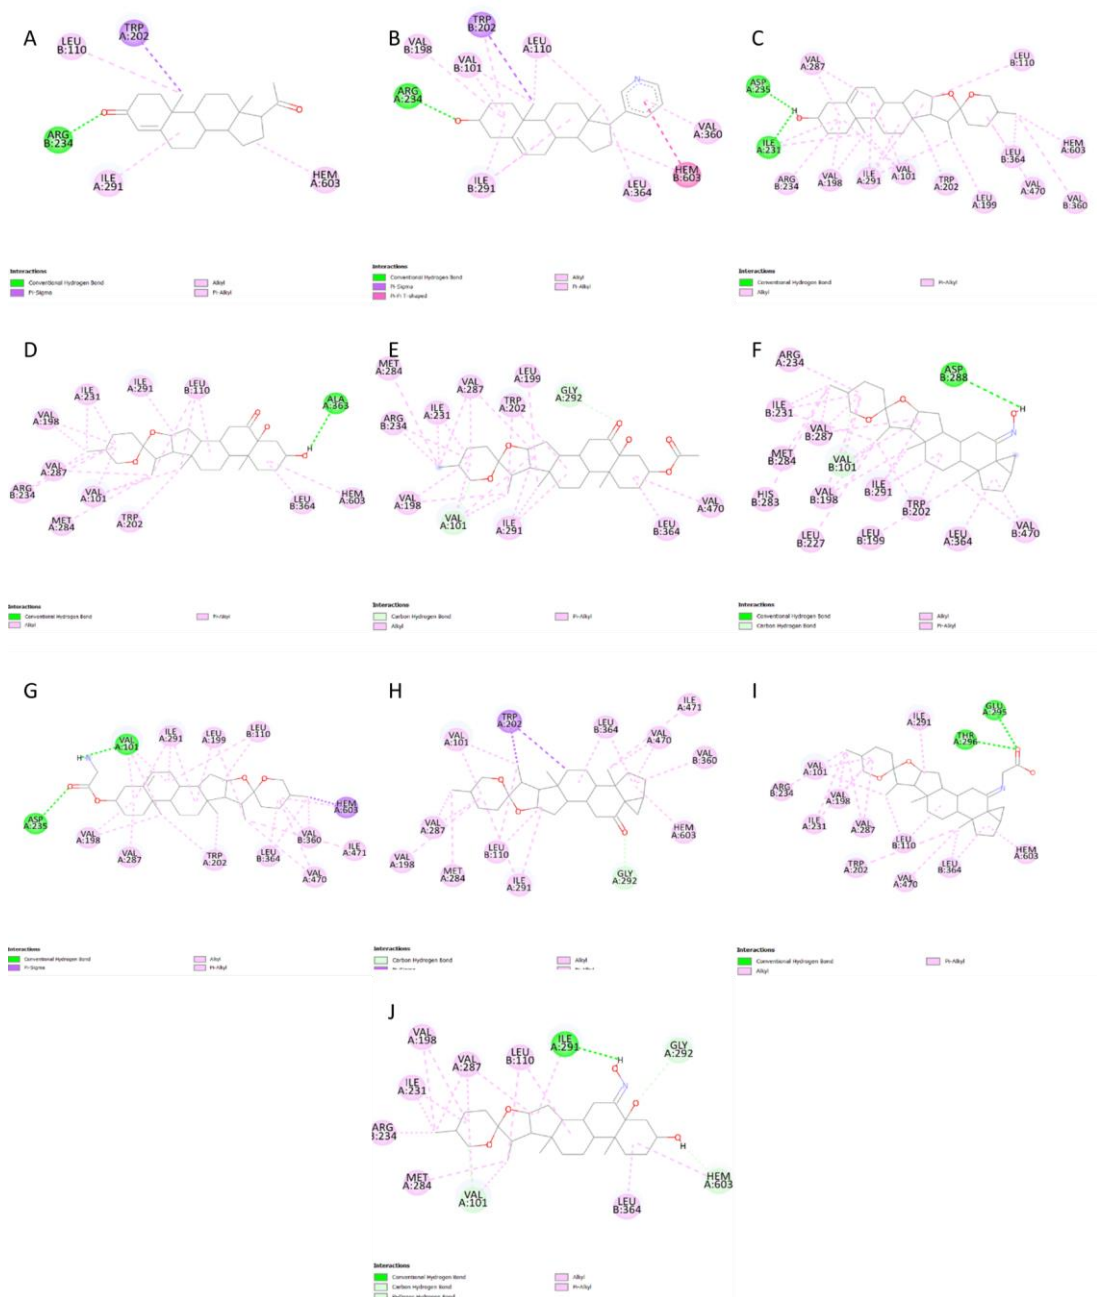 A
TRP
A:202
LEU
B:110
ARG
B:234
ILE
A:291
HEM
A:603
O
Interactions
Conventional Hydrogen Bond
Pi-Sigma
Alkyl
Pi-Alkyl
B
TRP
B:202
VAL
B:198
LEU
A:110
VAL
B:101
ARG
A:234
N
O
VAL
A:360
ILE
B:291
LEU
A:364
HEM
B:603
Interactions
Conventional Hydrogen Bond
Pi-Sigma
Pi-Pi T-shaped
Alkyl
Pi-Alkyl
C
VAL
A:287
LEU
B:110
ASP
A:235
H
O
O
O
ILE
A:231
HEM
A:603
LEU
B:364
ARG
B:234
VAL
A:198
ILE
A:291
VAL
A:101
TRP
A:202
LEU
A:199
VAL
A:470
VAL
B:360
Interactions
Conventional Hydrogen Bond
Alkyl
Pi-Alkyl
D
ILE
A:231
ILE
A:291
LEU
B:110
ALA
A:363
VAL
A:198
O
O
O
O
O
H
VAL
A:287
ARG
B:234
VAL
A:101
MET
A:284
TRP
A:202
LEU
B:364
HEM
A:603
Interactions
Conventional Hydrogen Bond
Alkyl
Pi-Alkyl
E
MET
A:284
VAL
A:287
LEU
A:199
GLY
A:292
ARG
B:234
ILE
A:231
TRP
A:202
O
O
O
O
O
O
VAL
A:198
VAL
A:101
ILE
A:291
VAL
A:470
LEU
B:364
Interactions
Carbon Hydrogen Bond
Alkyl
Pi-Alkyl
F
ARG
A:234
ASP
B:288
H
O
N
O
O
ILE
B:231
VAL
B:287
MET
B:284
VAL
B:101
HIS
B:283
VAL
B:198
ILE
B:291
TRP
B:202
LEU
B:227
LEU
B:199
LEU
A:364
VAL
B:470
Interactions
Conventional Hydrogen Bond
Carbon Hydrogen Bond
Alkyl
Pi-Alkyl
G
VAL
A:101
ILE
A:291
LEU
A:199
LEU
B:110
H
N
O
O
O
O
ASP
A:235
HEM
A:603
VAL
A:198
VAL
A:287
TRP
A:202
LEU
B:364
VAL
B:360
ILE
A:471
VAL
A:470
Interactions
Conventional Hydrogen Bond
Pi-Sigma
Alkyl
Pi-Alkyl
H
TRP
A:202
ILE
A:471
VAL
A:101
LEU
B:364
VAL
A:470
VAL
B:360
O
O
O
VAL
A:287
LEU
B:110
VAL
A:198
MET
A:284
ILE
A:291
HEM
A:603
GLY
A:292
Interactions
Carbon Hydrogen Bond
Alkyl
I
GLU
A:295
ILE
A:291
THR
A:296
O
O
N
O
O
VAL
A:101
ARG
B:234
VAL
A:198
ILE
A:231
VAL
A:287
LEU
B:110
TRP
A:202
VAL
A:470
LEU
B:364
HEM
A:603
Interactions
Conventional Hydrogen Bond
Alkyl
Pi-Alkyl
J
VAL
A:198
VAL
A:287
LEU
B:110
ILE
A:291
GLY
A:292
ILE
A:231
H
O
N
O
O
O
O
H
ARG
B:234
MET
A:284
VAL
A:101
LEU
B:364
HEM
A:603
Interactions
Conventional Hydrogen Bond
Carbon Hydrogen Bond
Alkyl
Pi-Alkyl